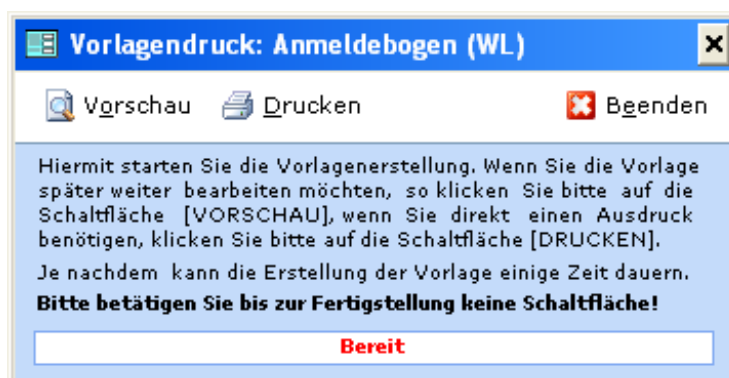 Vorlagendruck: Anmeldebogen (WL)
Vorschau Drucken Beenden
Hiermit starten Sie die Vorlagenerstellung. Wenn Sie die Vorlage
später weiter bearbeiten möchten, so klicken Sie bitte auf die
Schaltfläche [VORSCHAU], wenn Sie direkt einen Ausdruck
benötigen, klicken Sie bitte auf die Schaltfläche [DRUCKEN].
Je nachdem kann die Erstellung der Vorlage einige Zeit dauern.
Bitte betätigen Sie bis zur Fertigstellung keine Schaltfläche!
Bereit